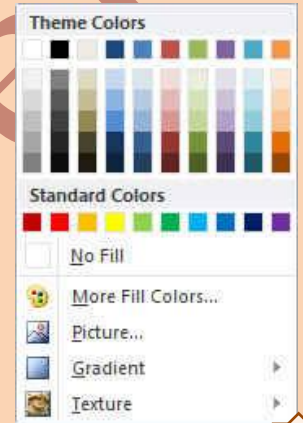 Theme Colors
Standard Colors
No Fill
More Fill Colors...
Picture...
Gradient
Texture